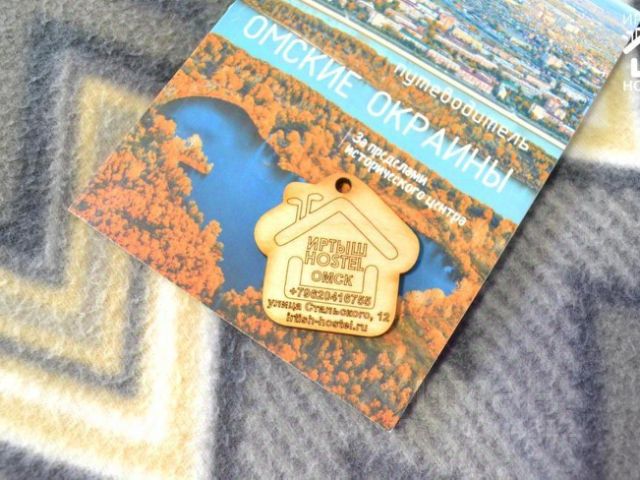 путеводитель
ОМСКИЕ ОКРАИНЫ
За пределами
исторического центра
ИРТЫШ
HOSTEL
ОМСК
+79620416755
улица Стальского, 12
irtish-hostel.ru